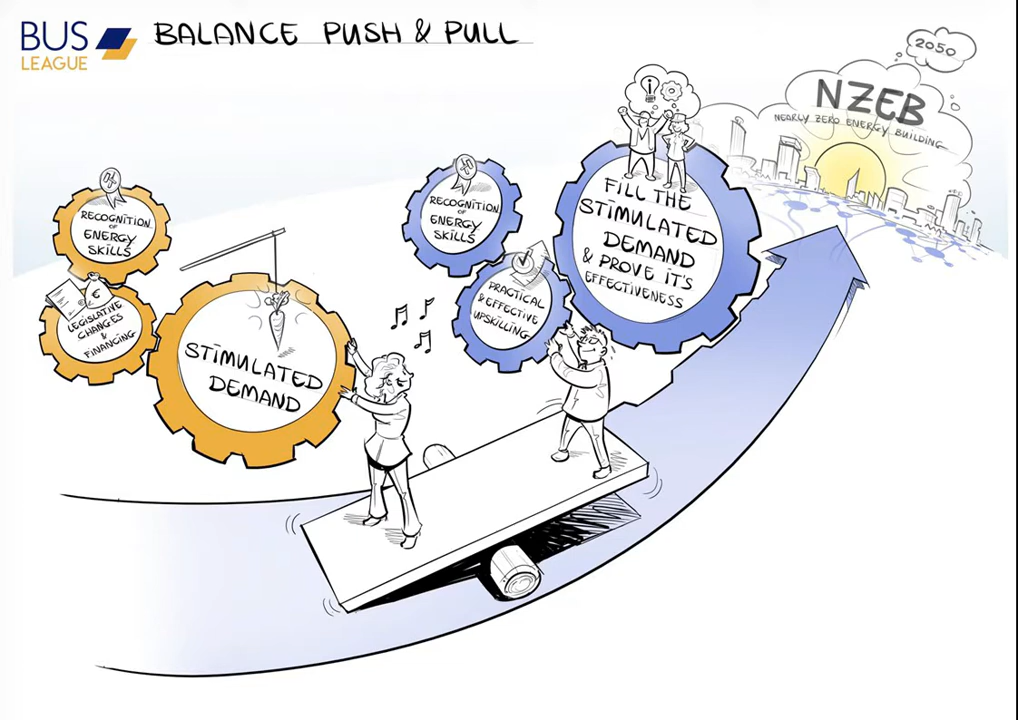 BUS
LEAGUE
BALANCE PUSH & PULL
2050
NZEB
NEARLY ZERO ENERGY BUILDING
RECOGNITION
OF
ENERGY
SKILLS
LEGISLATIVE
CHANGES
&
FINANCING
€
STIMULATED
DEMAND
RECOGNITION
OF
ENERGY
SKILLS
PRACTICAL
& EFFECTIVE
UPSKILLING
FILL THE
STIMULATED
DEMAND
& PROVE IT'S
EFFECTIVENESS